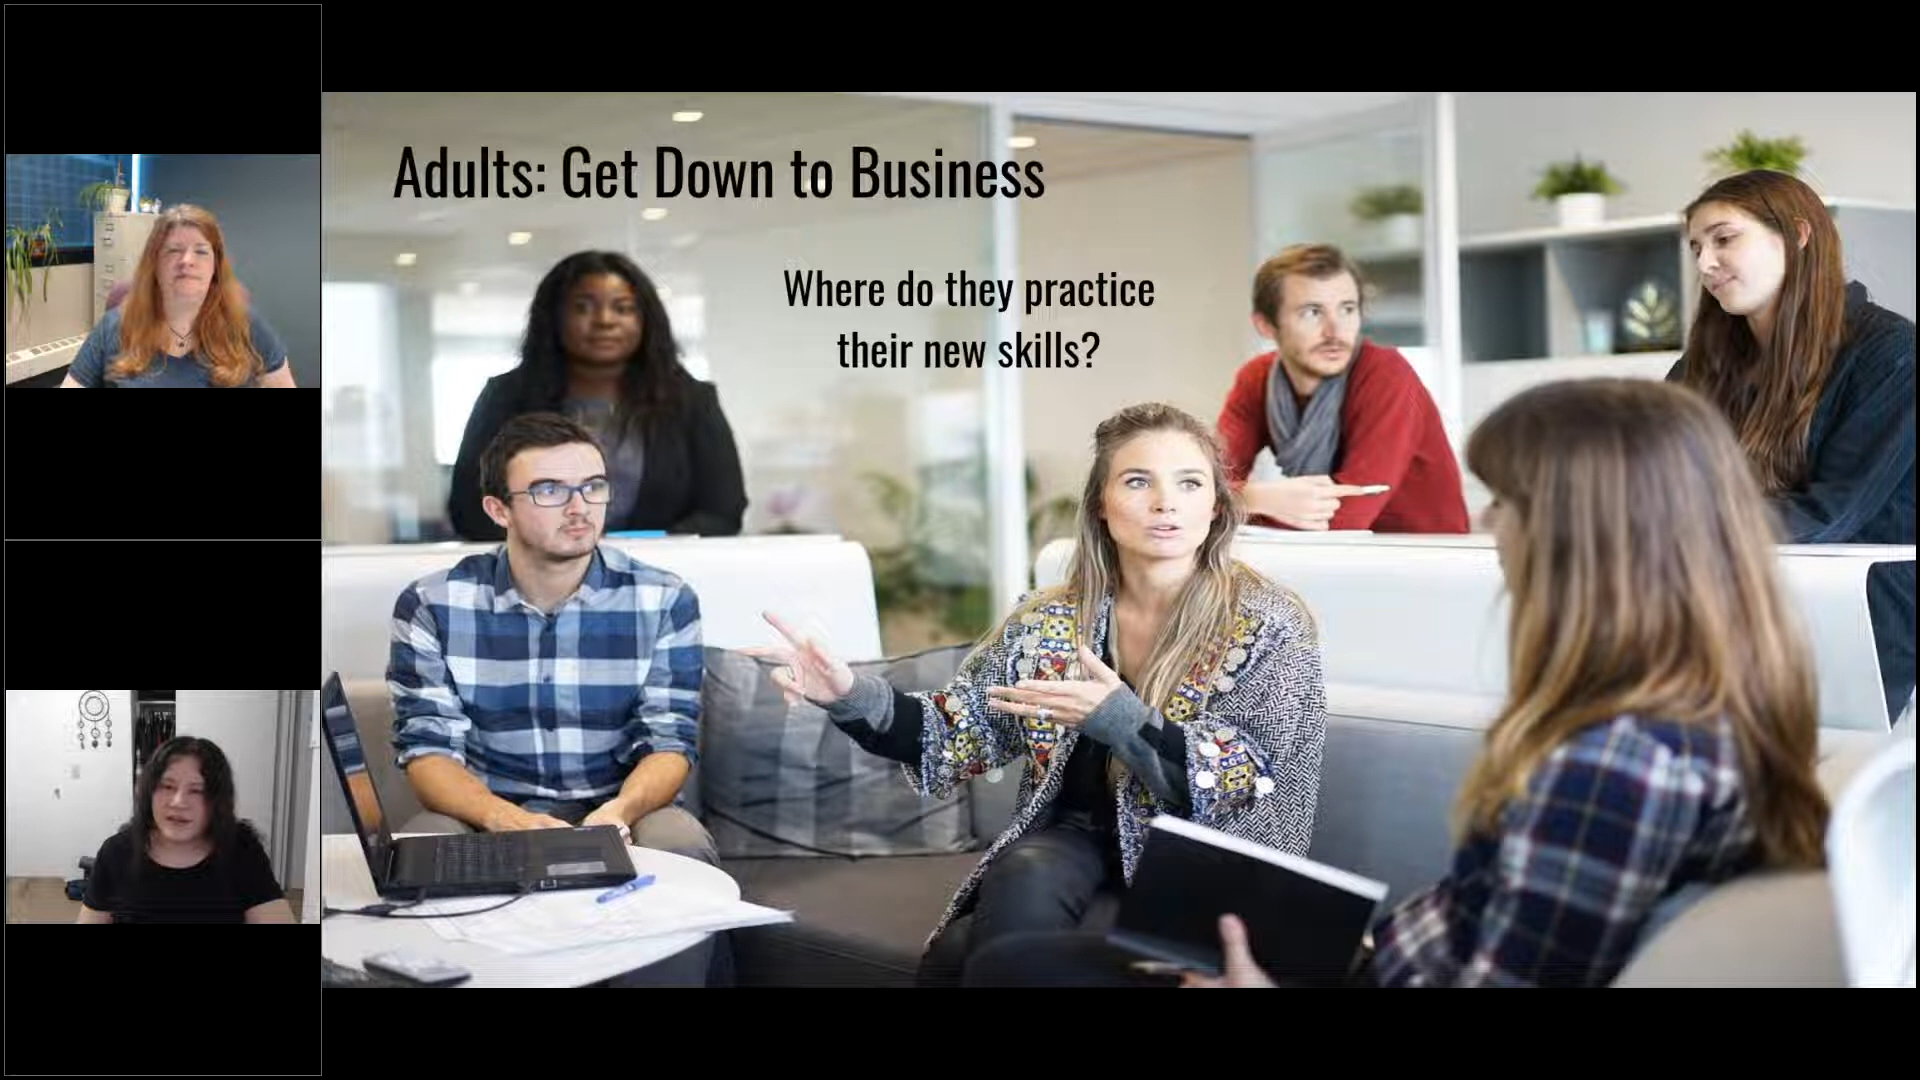 Adults: Get Down to Business
Where do they practice
their new skills?